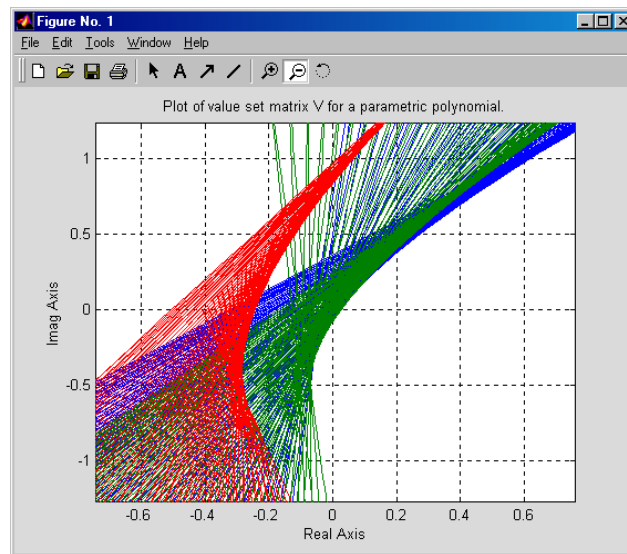 Figure No. 1
File Edit Tools Window Help
A
Plot of value set matrix V for a parametric polynomial.
1
0.5
0
-0.5
-1
Imag Axis
-0.6 -0.4 -0.2 0 0.2 0.4 0.6
Real Axis